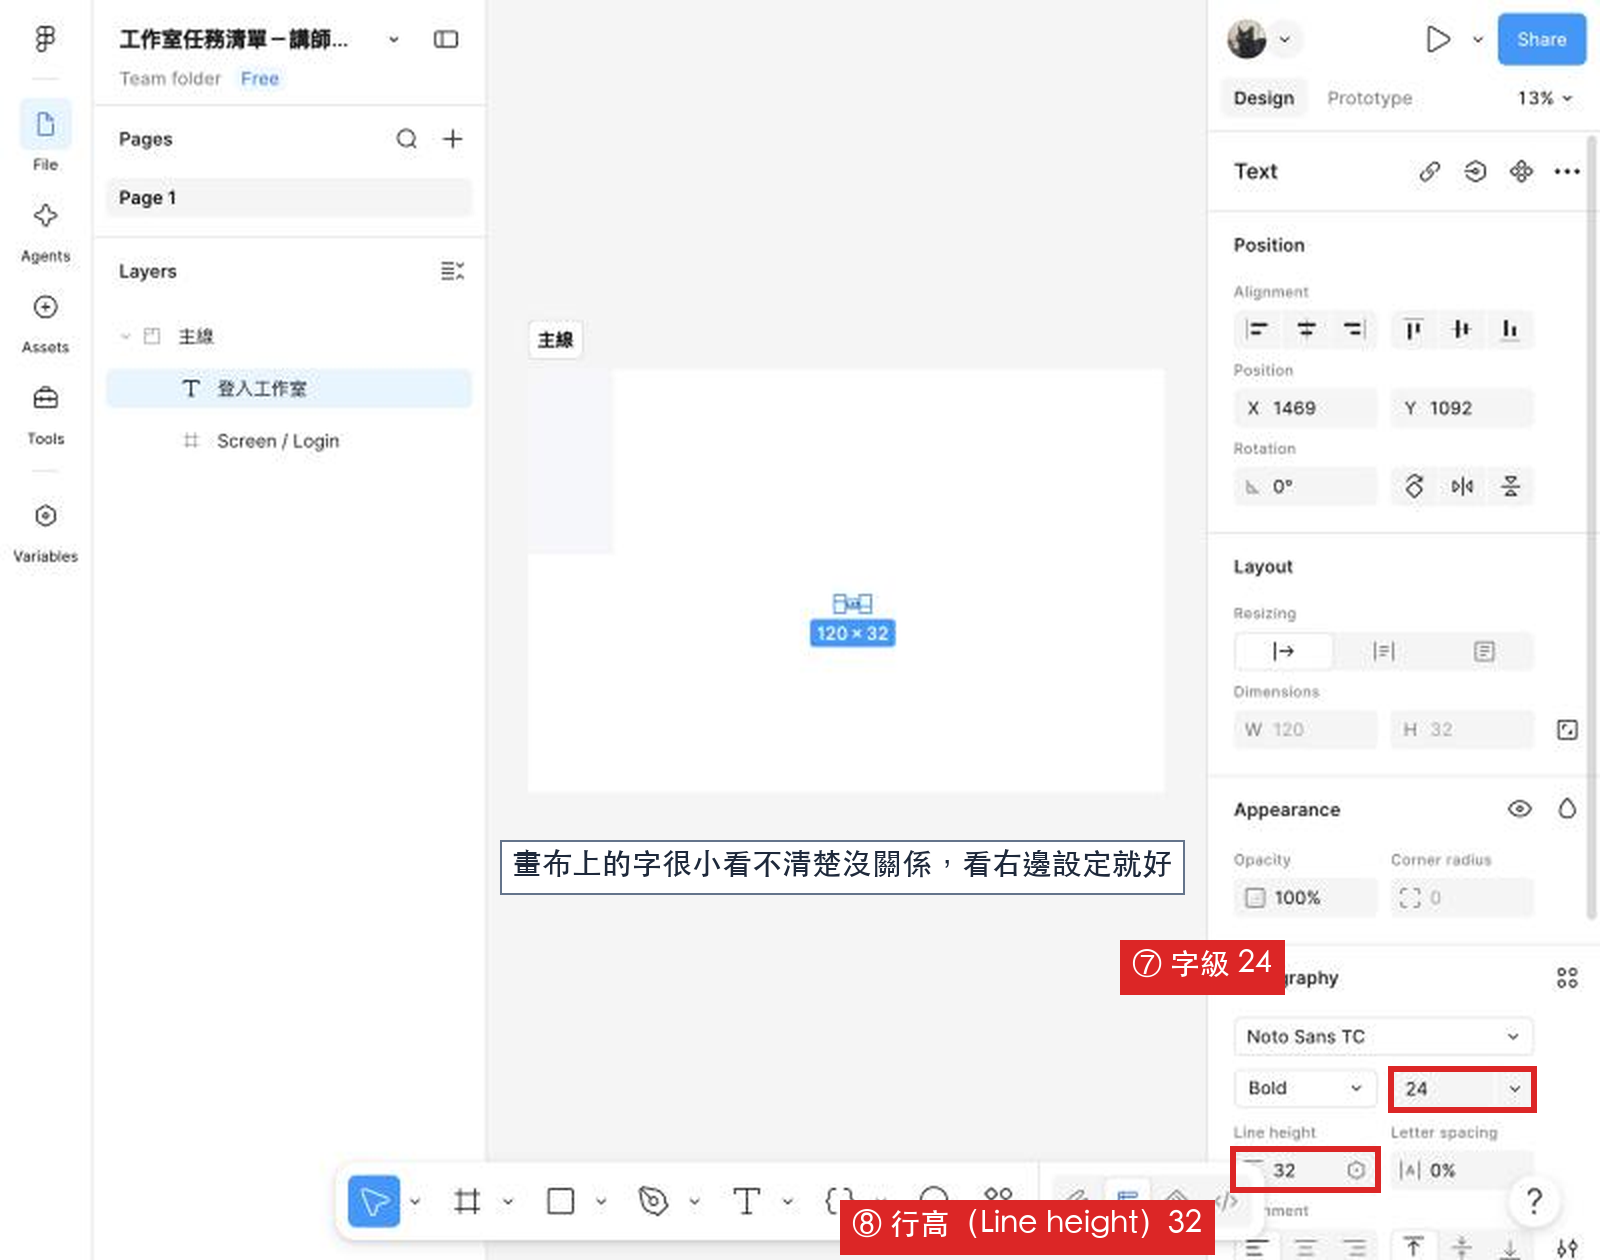 工作室任務清單－講師...
Team folder Free
File
Agents
Assets
Tools
Variables
Pages
Page 1
Layers
主線
登入工作室
Screen / Login
主線
120 × 32
畫布上的字很小看不清楚沒關係，看右邊設定就好
Share
Design Prototype 13%
Text
Position
Alignment
Position
X 1469 Y 1092
Rotation
0°
Layout
Resizing
Dimensions
W 120 H 32
Appearance
Opacity Corner radius
100% 0
⑦ 字級 24
graphy
Noto Sans TC
Bold 24
Line height Letter spacing
32 0%
nment
⑧ 行高（Line height）32
?